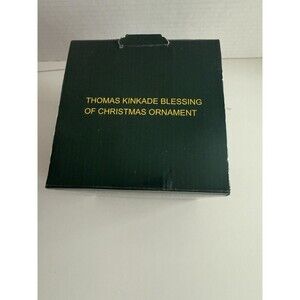 THOMAS KINKADE BLESSING
OF CHRISTMAS ORNAMENT